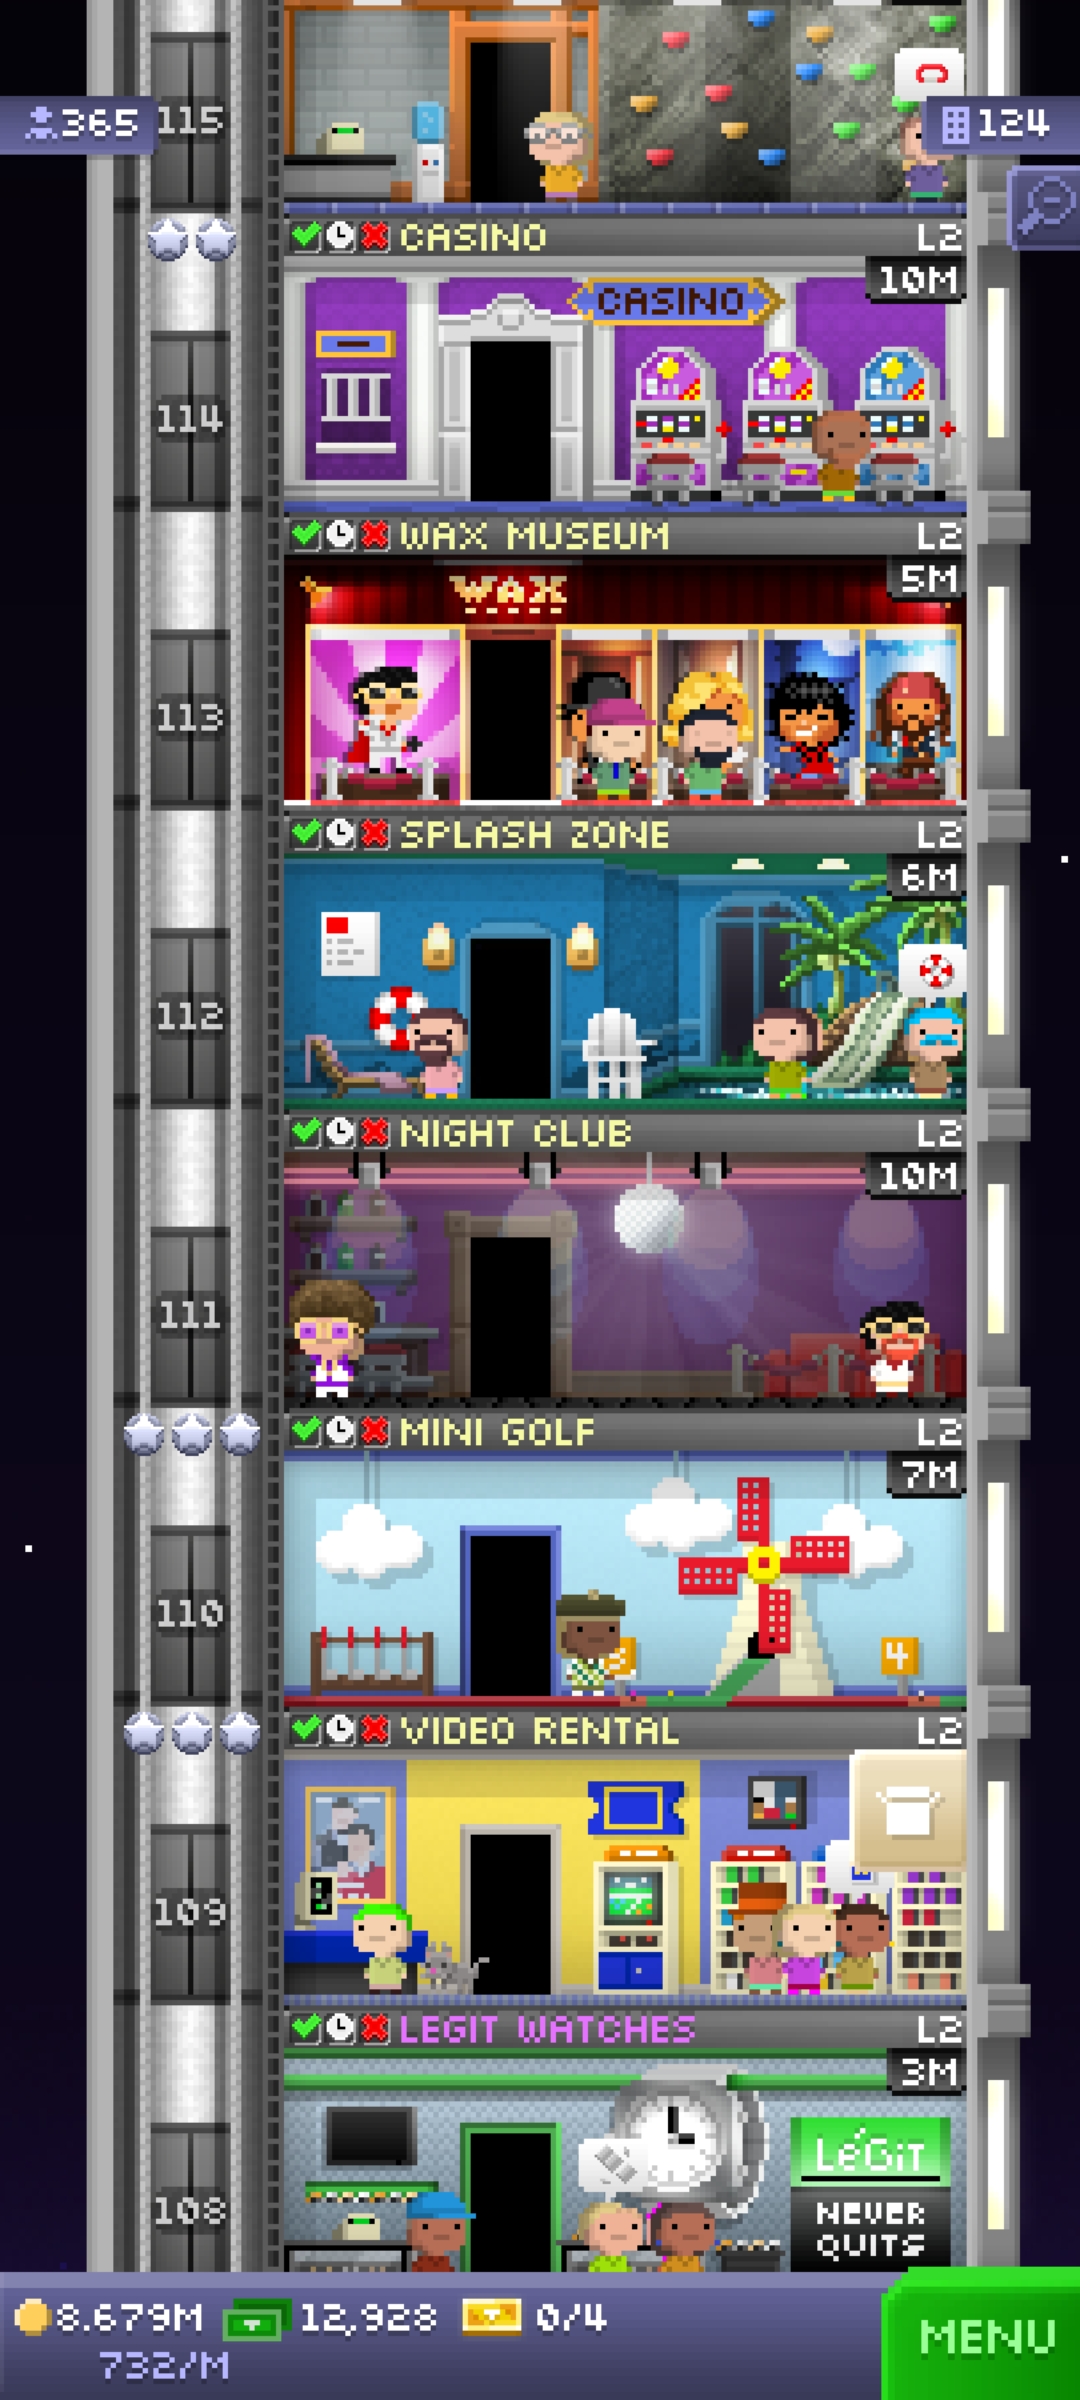 365
115
124
CASINO L2
10M
CASINO
114
WAX MUSEUM L2
5M
WAX
113
SPLASH ZONE L2
6M
112
NIGHT CLUB L2
10M
111
MINI GOLF L2
7M
110
4
VIDEO RENTAL L2
109
LEGIT WATCHES L2
3M
LéGiT
NEVER
QUITS
108
8.679M 12,928 0/4
732/M
MENU